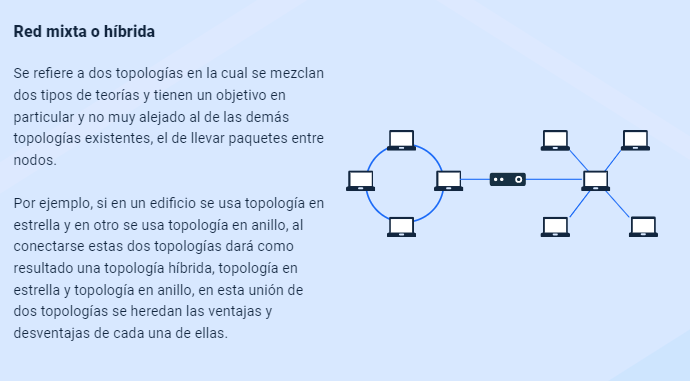 Red mixta o híbrida
Se refiere a dos topologías en la cual se mezclan
dos tipos de teorías y tienen un objetivo en
particular y no muy alejado al de las demás
topologías existentes, el de llevar paquetes entre
nodos.
Por ejemplo, si en un edificio se usa topología en
estrella y en otro se usa topología en anillo, al
conectarse estas dos topologías dará como
resultado una topología híbrida, topología en
estrella y topología en anillo, en esta unión de
dos topologías se heredan las ventajas y
desventajas de cada una de ellas.